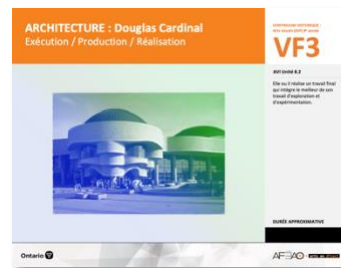 ARCHITECTURE : Douglas Cardinal
Exécution / Production / Réalisation
VF3
AVI Unité 8.2
Elle ou il réalise un travail final
qui intègre le meilleur de son
travail d'exploration et
d'expérimentation.
DURÉE APPROXIMATIVE
Ontario